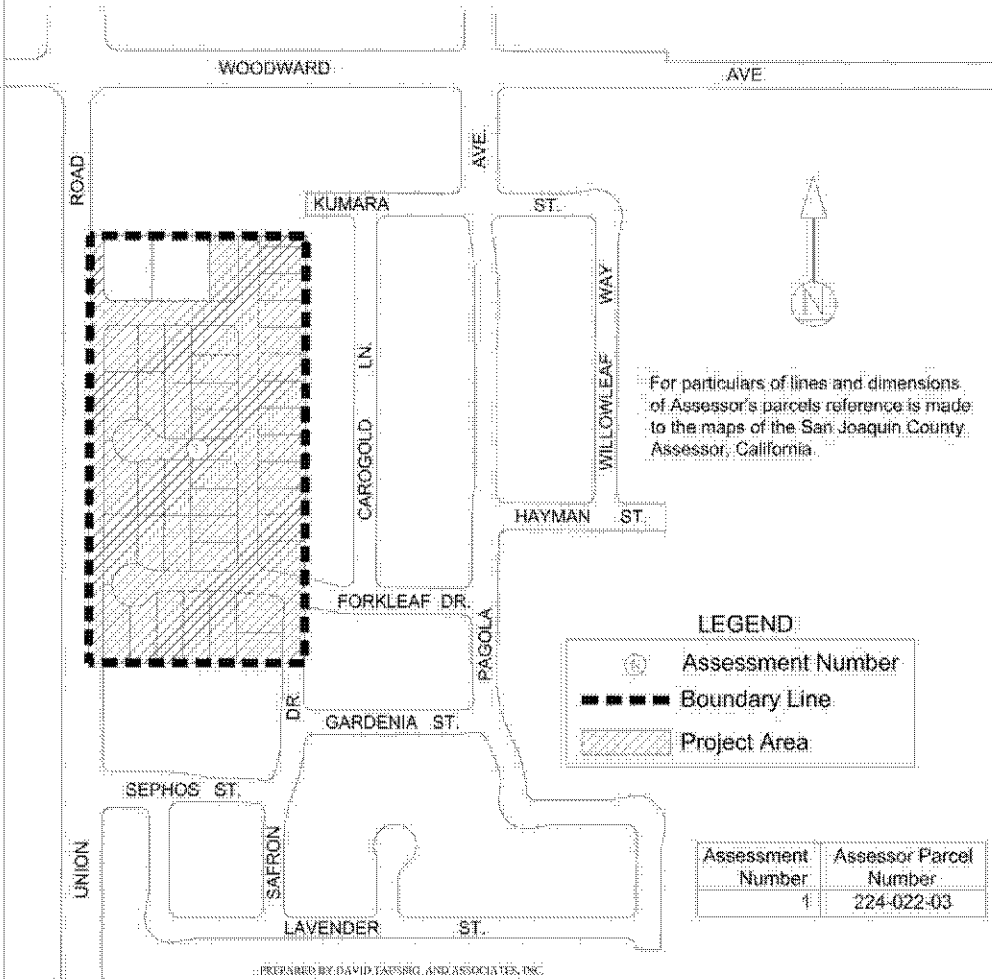 WOODWARD
AVE
ROAD
AVE.
KUMARA
ST.
WAY
WILLOWLEAF
N
For particulars of lines and dimensions
of Assessor's parcels reference is made
to the maps of the San Joaquin County
Assessor, California.
LN.
CAROGOLD
HAYMAN ST.
FORKLEAF DR.
PAGOLA
LEGEND
N Assessment Number
Boundary Line
Project Area
DR.
GARDENIA ST.
SEPHOS ST.
UNION
SAFRON
LAVENDER ST.
Assessment Number
Assessor Parcel Number
1 224-022-03
PREPARED BY DAVID TAUSSIG AND ASSOCIATES, INC.